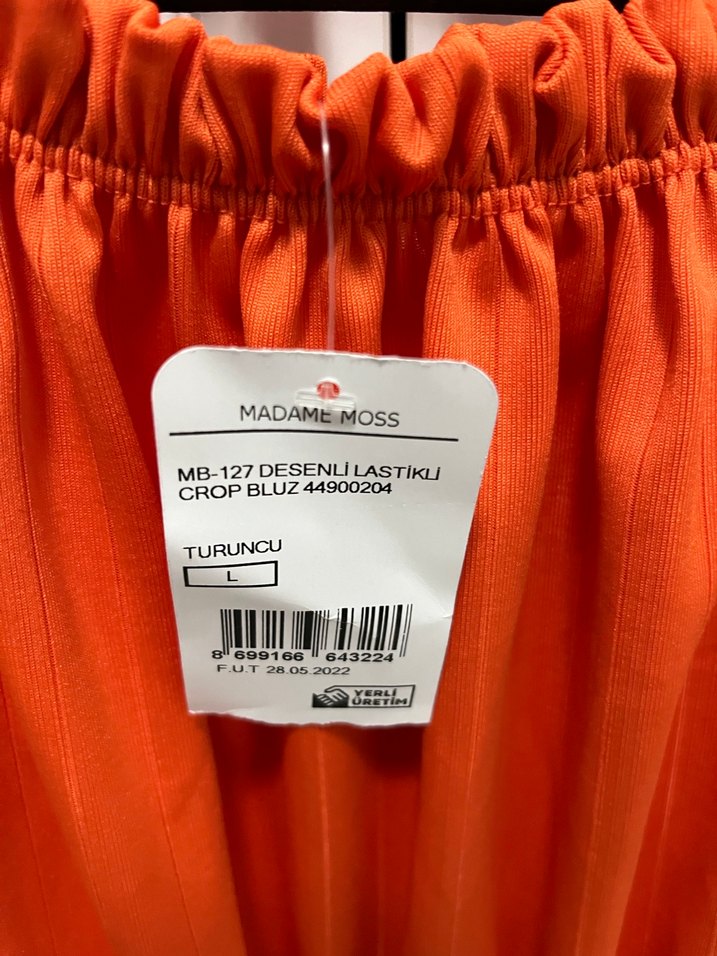 MADAME MOSS
MB-127 DESENLİ LASTİKLİ
CROP BLUZ 44900204
TURUNCU
L
8 699166 643224
F.U.T 28.05.2022
YERLİ
ÜRETİM